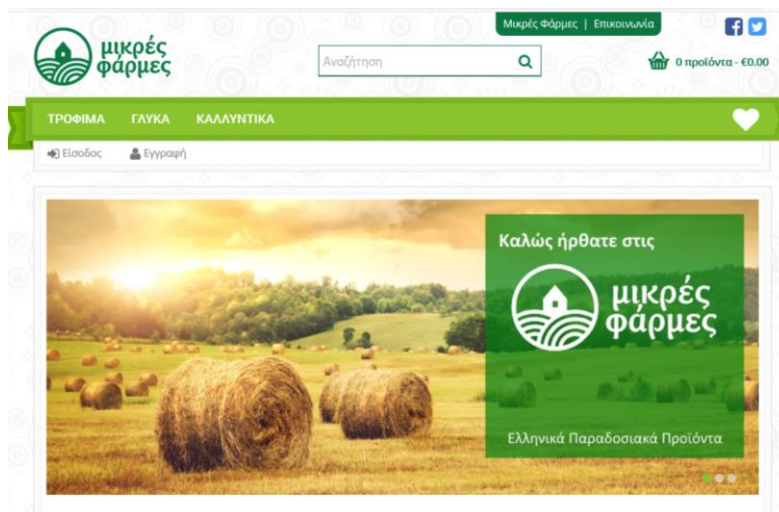 Μικρές Φάρμες | Επικοινωνία
μικρές
φάρμες
Αναζήτηση
0 προϊόντα - €0.00
ΤΡΟΦΙΜΑ ΓΛΥΚΑ ΚΑΛΛΥΝΤΙΚΑ
Είσοδος Εγγραφή
Καλώς ήρθατε στις
μικρές
φάρμες
Ελληνικά Παραδοσιακά Προϊόντα